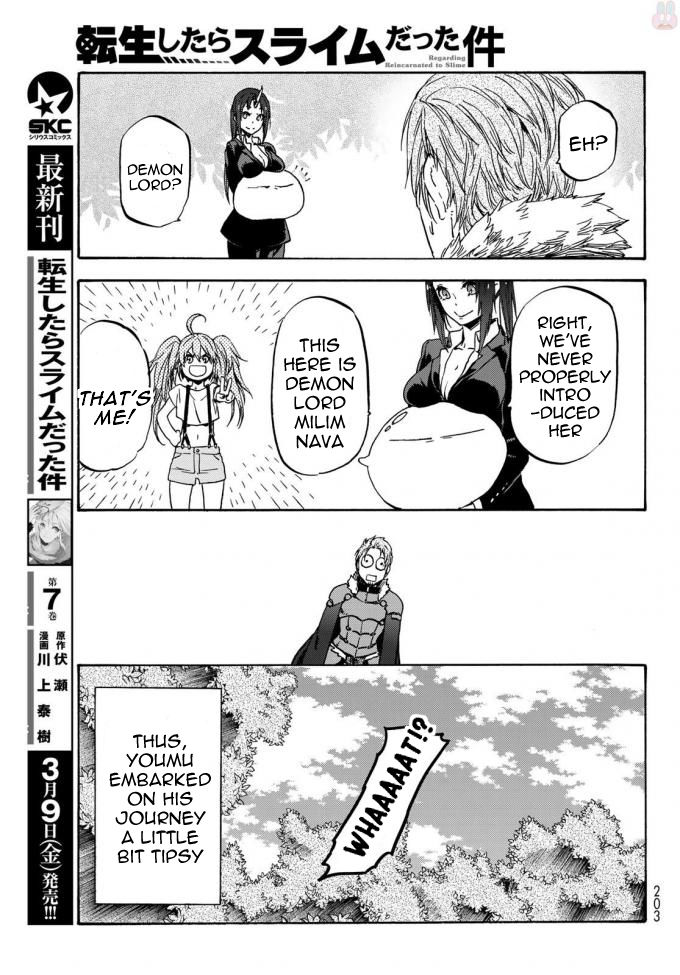 転生したらスライムだった件
Regarding
Reincarnated to Slime
SKC
シリウスコミックス
最新刊
転生したらスライムだった件
第
7
巻
原作 伏瀬
漫画 川上泰樹
3月9日(金)発売!!!
EH?
DEMON
LORD?
RIGHT,
WE'VE
NEVER
PROPERLY
INTRO
-DUCED
HER
THIS
HERE IS
DEMON
LORD
MILIM
NAVA
THAT'S
ME!
WHAAAAAT!?
THUS,
YOUMU
EMBARKED
ON HIS
JOURNEY
A LITTLE
BIT TIPSY
203